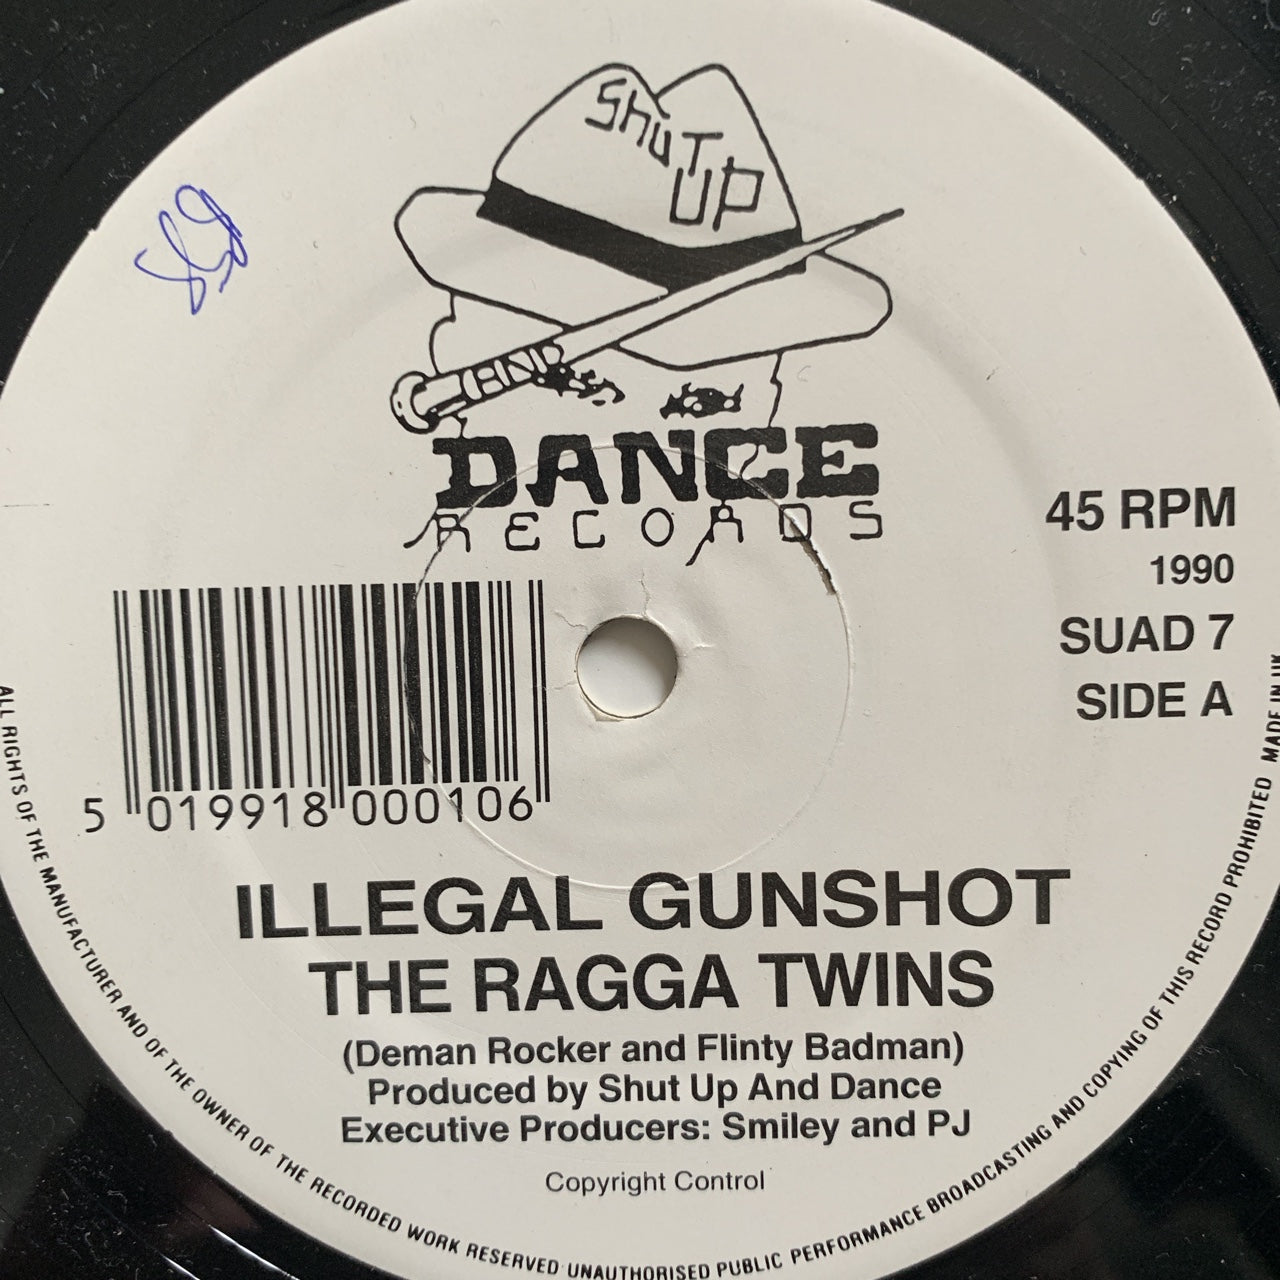 Shut
UP
AND
DANCE
RECORDS
45 RPM
1990
SUAD 7
SIDE A
5 019918 000106
ILLEGAL GUNSHOT
THE RAGGA TWINS
(Deman Rocker and Flinty Badman)
Produced by Shut Up And Dance
Executive Producers: Smiley and PJ
Copyright Control
ALL RIGHTS OF THE MANUFACTURER AND OF THE OWNER OF THE RECORDED WORK RESERVED UNAUTHORISED PUBLIC PERFORMANCE BROADCASTING AND COPYING OF THIS RECORD PROHIBITED MADE IN UK